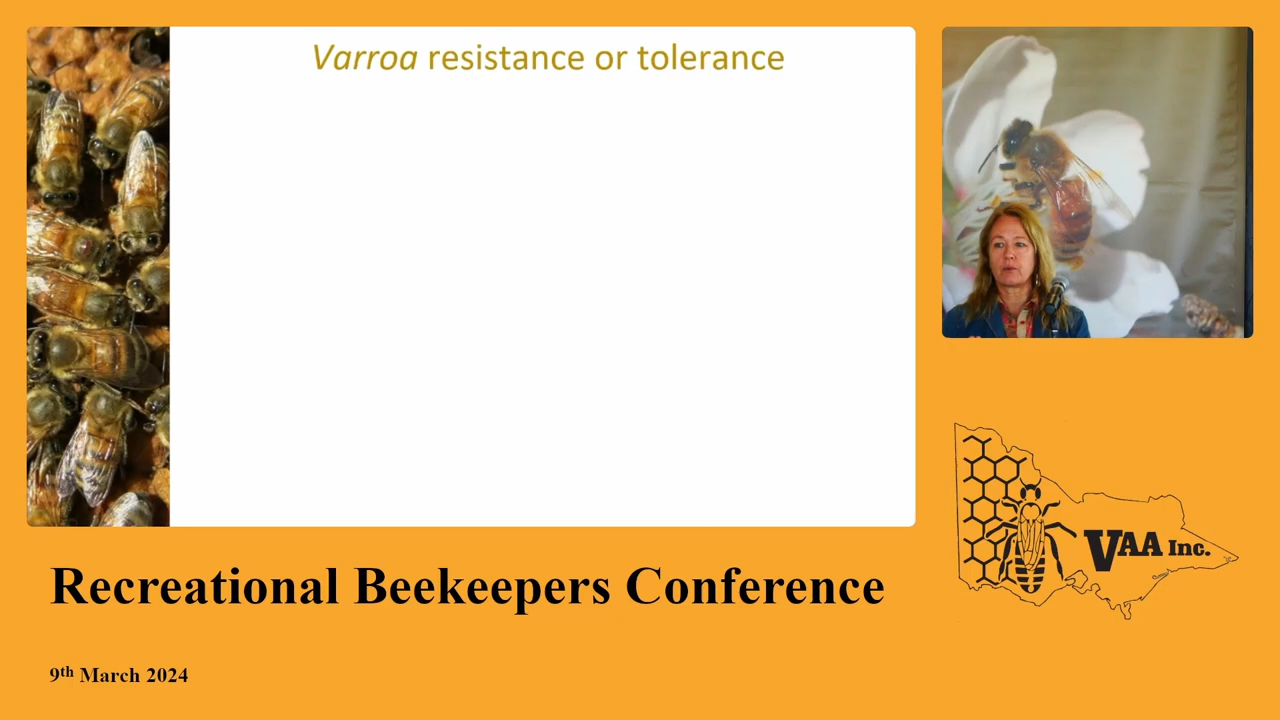 Varroa resistance or tolerance
VAA Inc.
Recreational Beekeepers Conference
9th March 2024